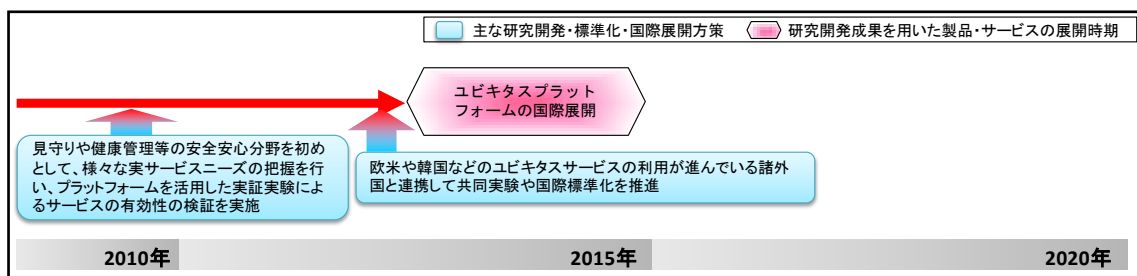 主な研究開発・標準化・国際展開方策 研究開発成果を用いた製品・サービスの展開時期
ユビキタスプラット
フォームの国際展開
見守りや健康管理等の安全安心分野を初め
として、様々な実サービスニーズの把握を行
い、プラットフォームを活用した実証実験によ
るサービスの有効性の検証を実施
欧米や韓国などのユビキタスサービスの利用が進んでいる諸外
国と連携して共同実験や国際標準化を推進
2010年 2015年 2020年